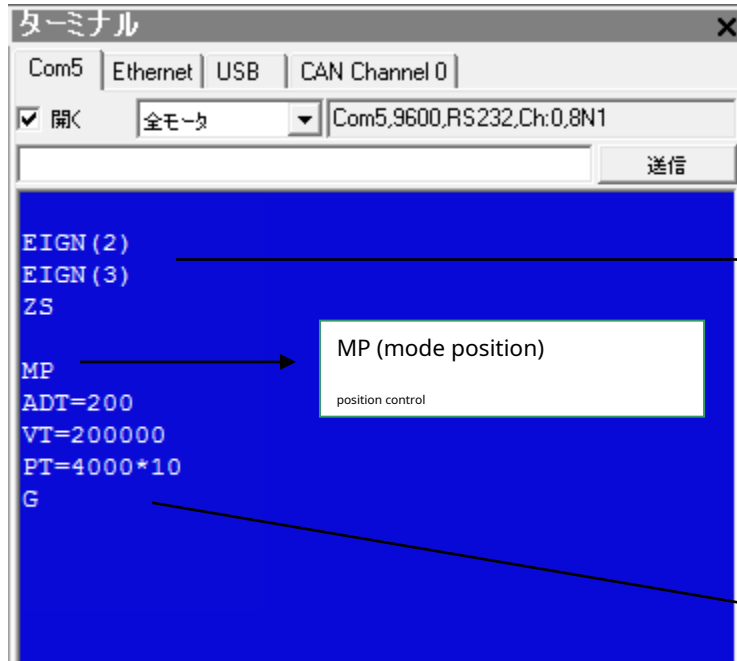 ターミナル
Com5 Ethernet USB CAN Channel 0
開く 全モータ Com5,9600,RS232,Ch:0,8N1
送信
EIGN(2)
EIGN(3)
ZS
MP
ADT=200
VT=200000
PT=4000*10
G
MP (mode position)
position control